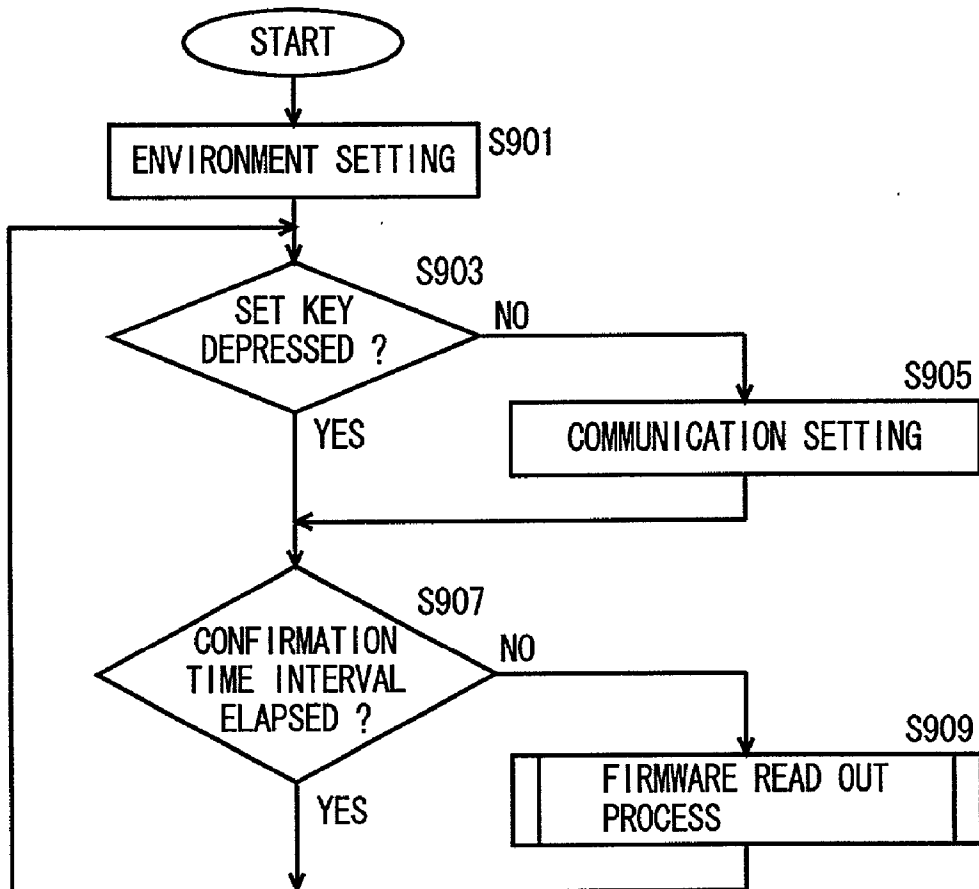 START
ENVIRONMENT SETTING
S901
S903
SET KEY
DEPRESSED ?
NO
YES
S905
COMMUNICATION SETTING
S907
CONFIRMATION
TIME INTERVAL
ELAPSED ?
NO
YES
S909
FIRMWARE READ OUT
PROCESS